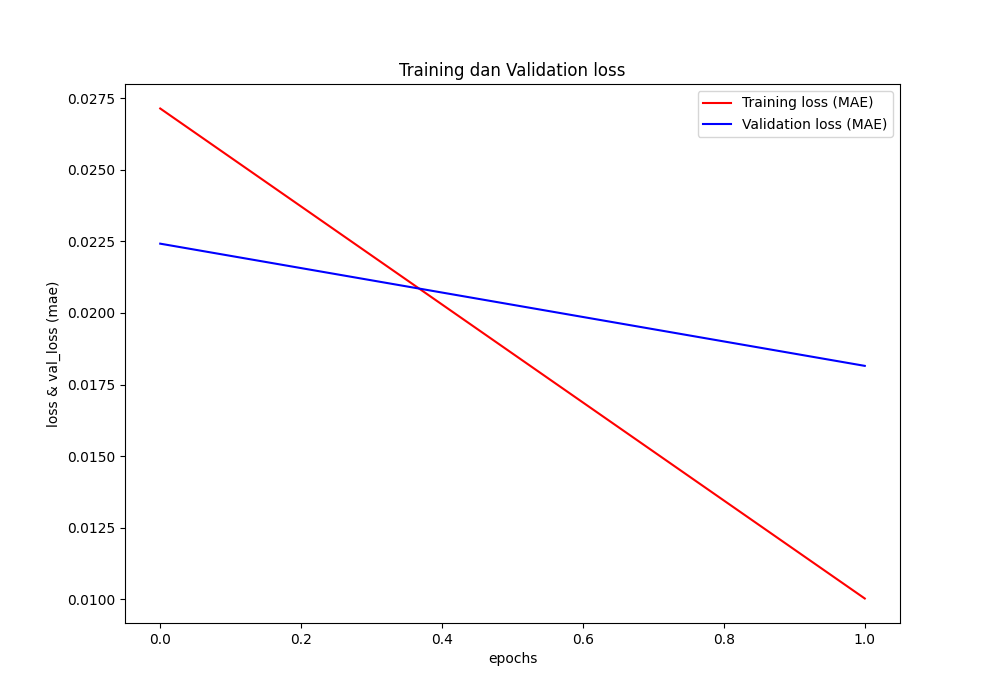 Training dan Validation loss
Training loss (MAE)
Validation loss (MAE)
loss & val_loss (mae)
0.0275
0.0250
0.0225
0.0200
0.0175
0.0150
0.0125
0.0100
0.0 0.2 0.4 0.6 0.8 1.0
epochs